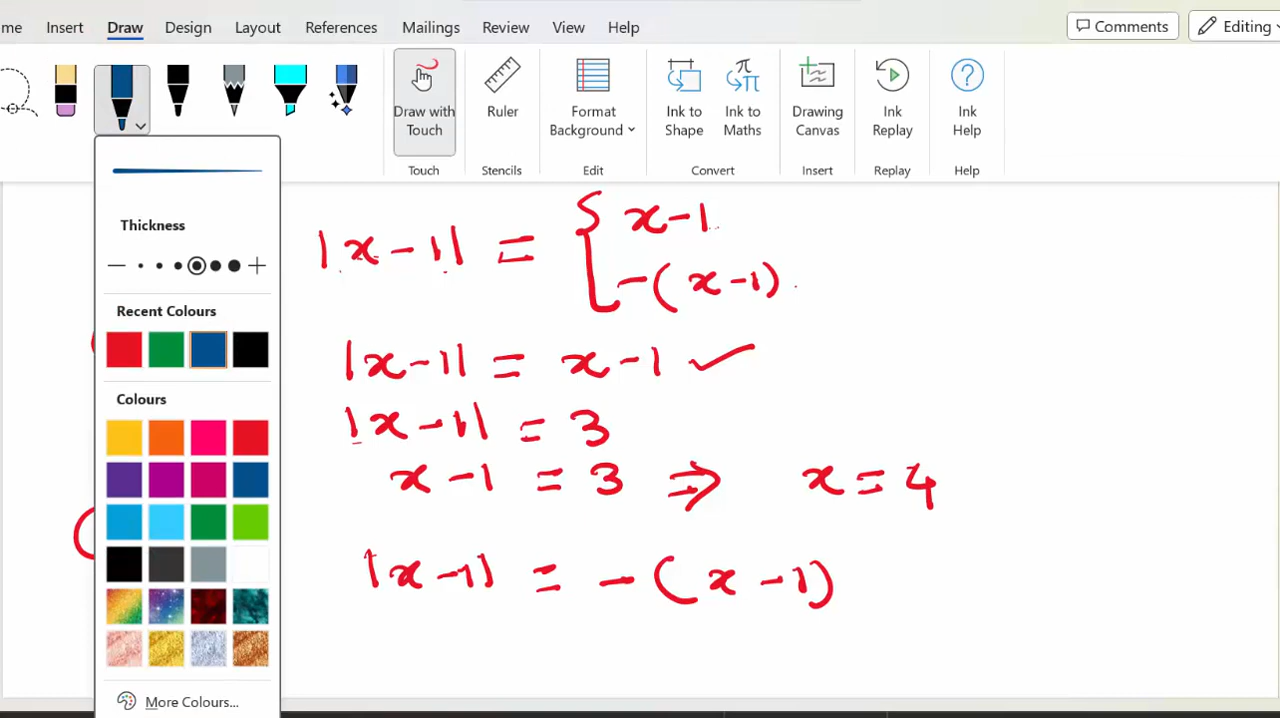 me Insert Draw Design Layout References Mailings Review View Help Comments Editing
Draw with Touch
Ruler
Format Background
Ink to Shape
Ink to Maths
Drawing Canvas
Ink Replay
Ink Help
Touch Stencils Edit Convert Insert Replay Help
Thickness
Recent Colours
Colours
More Colours...
|x-1| = { x-1
-(x-1)
|x-1| = x-1 ✓
|x-1| = 3
x-1 = 3 ⇒ x = 4
|x-1| = -(x-1)